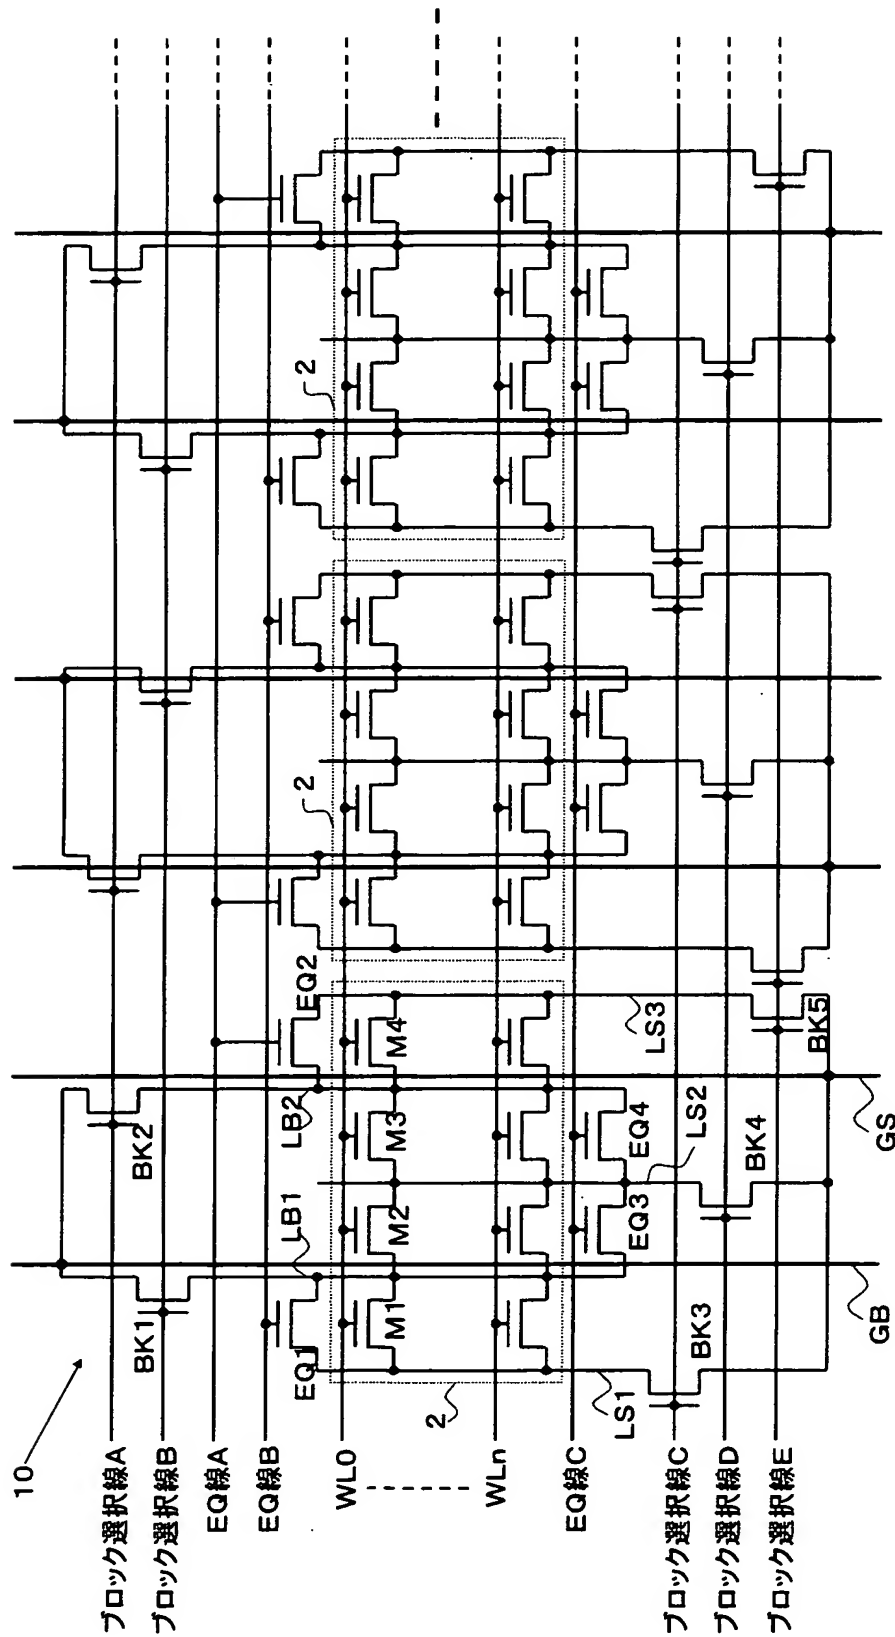 10
ブロック選択線A
ブロック選択線B
EQ線A
EQ線B
WL0
WLn
EQ線C
ブロック選択線C
ブロック選択線D
ブロック選択線E
BK1
BK2
EQ1
LB1
LB2
EQ2
M1
M2
M3
M4
2
2
2
EQ3
EQ4
LS1
LS2
LS3
BK3
BK4
BK5
GB
GS